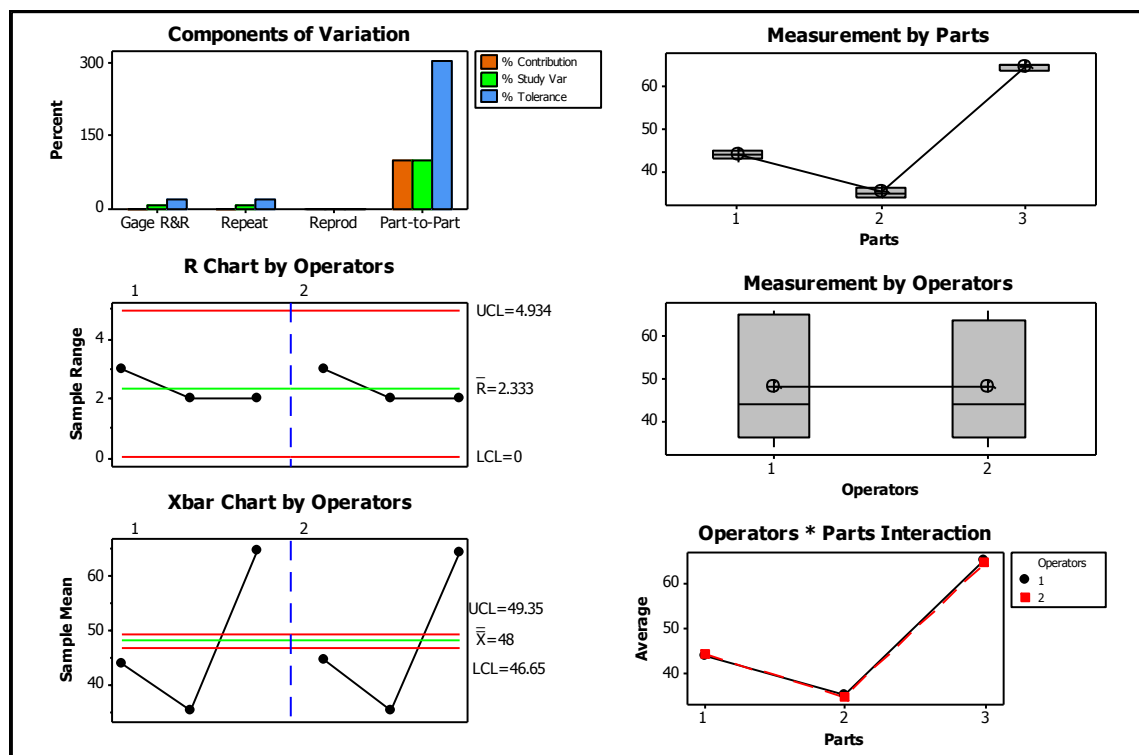 Components of Variation
300
150
0
Percent
Gage R&R Repeat Reprod Part-to-Part
% Contribution
% Study Var
% Tolerance
Measurement by Parts
60
50
40
1 2 3
Parts
R Chart by Operators
1 2
4
2
0
Sample Range
UCL=4.934
R=2.333
LCL=0
Measurement by Operators
60
50
40
1 2
Operators
Xbar Chart by Operators
1 2
60
50
40
Sample Mean
UCL=49.35
X=48
LCL=46.65
Operators * Parts Interaction
60
40
Average
1 2 3
Parts
Operators
1
2